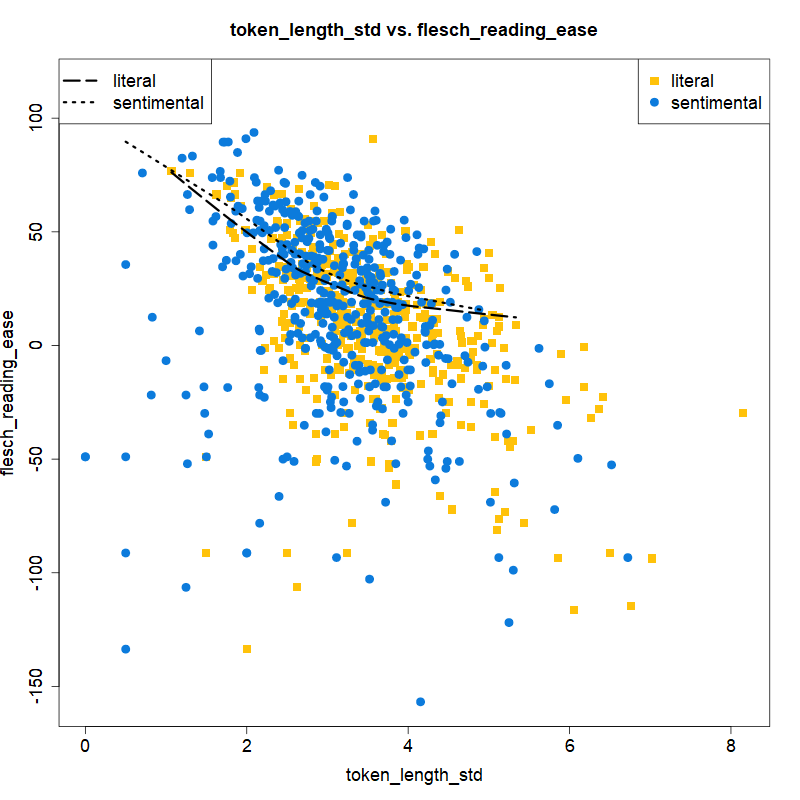 token_length_std vs. flesch_reading_ease
literal
sentimental
literal
sentimental
100
50
0
-50
-100
-150
flesch_reading_ease
0 2 4 6 8
token_length_std